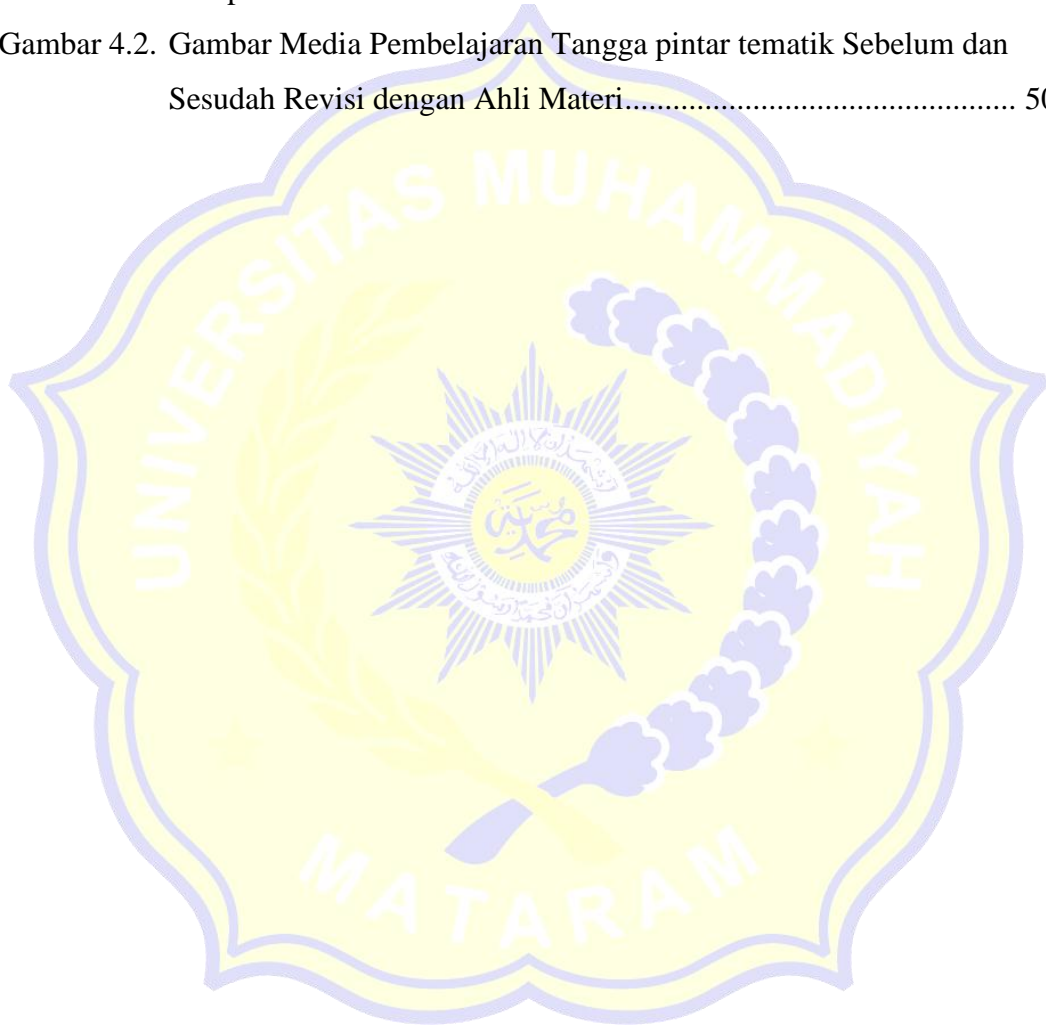 Gambar 4.2. Gambar Media Pembelajaran Tangga pintar tematik Sebelum dan
Sesudah Revisi dengan Ahli Materi................................................ 50
UNIVERSITAS MUHAMMADIYAH
MATARAM